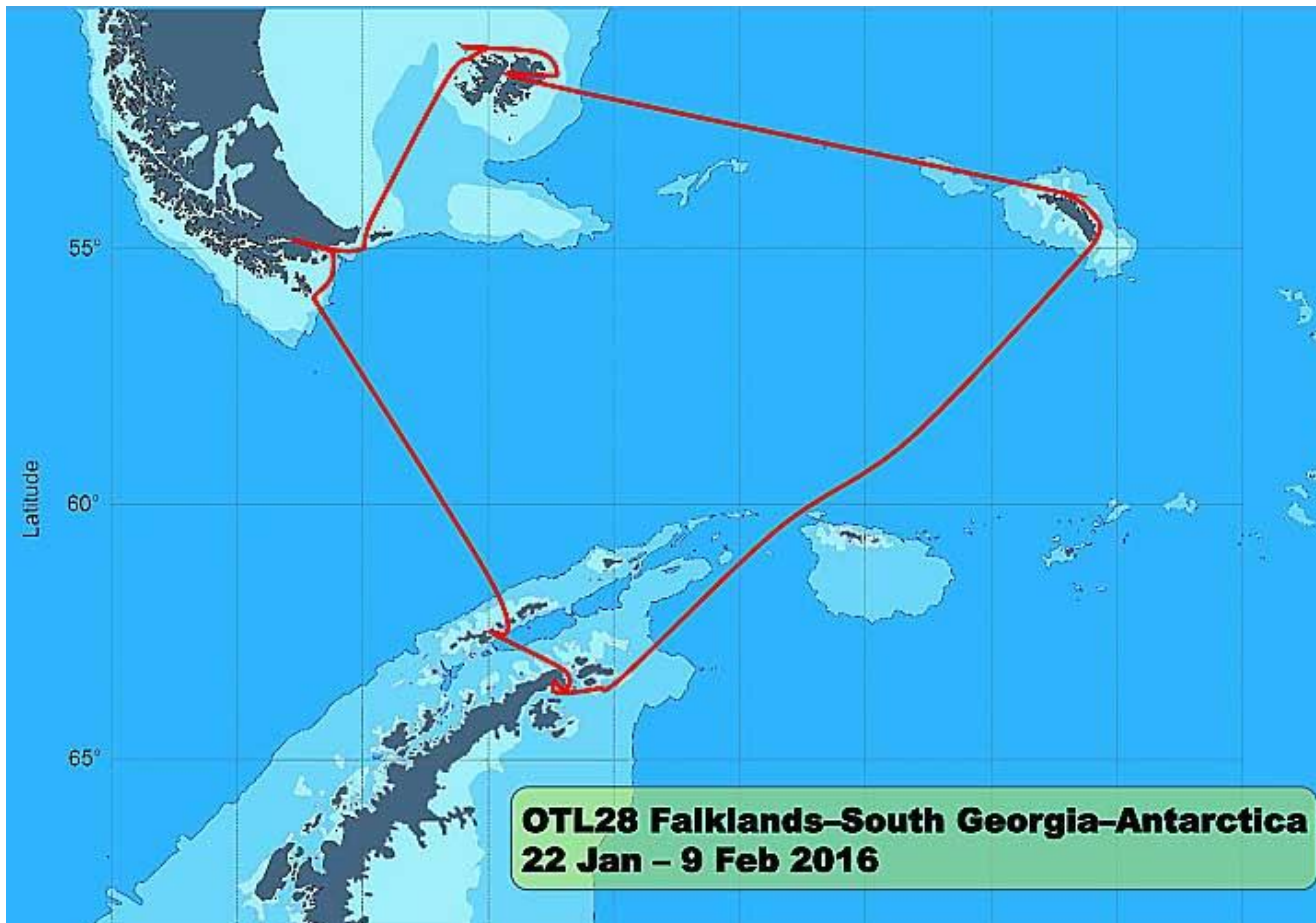 55°
Latitude
60°
65°
OTL28 Falklands–South Georgia–Antarctica
22 Jan – 9 Feb 2016